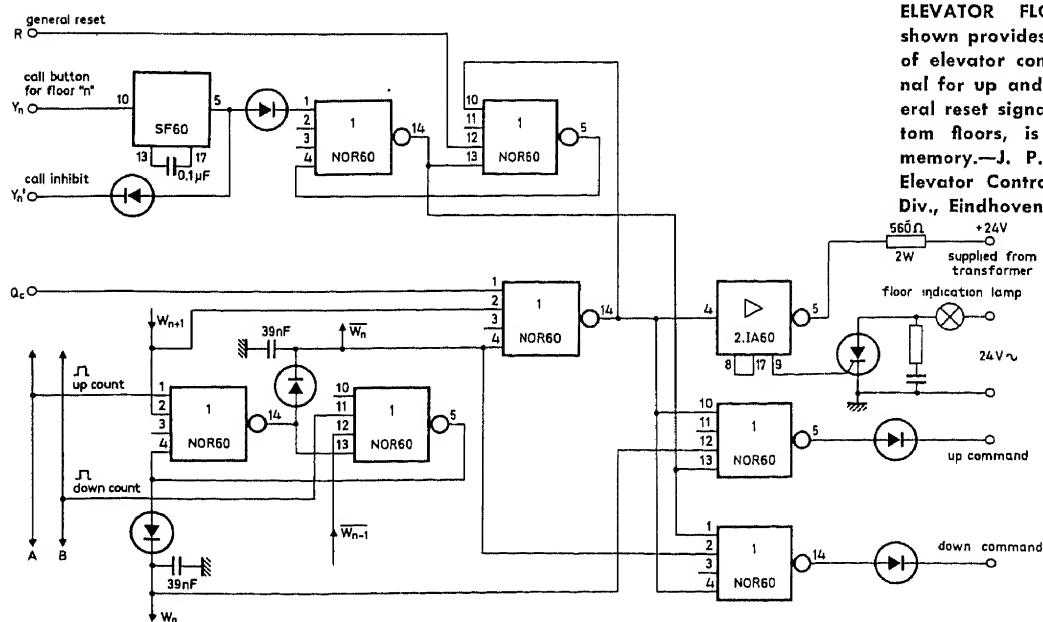 ELEVATOR FLO
shown provides
of elevator con
nal for up and
eral reset signa
tom floors, is
memory.—J. P.
Elevator Contro
Div., Eindhoven
general reset
R
call button
for floor "n"
Yn
10
SF60
5
13
17
0.1µF
call inhibit
Yn'
1
2
3
4
1
NOR60
14
10
11
12
13
1
NOR60
5
Qc
1
2
3
4
1
NOR60
14
560Ω
2W
+24V
supplied from
transformer
floor indication lamp
24V~
4
2.IA60
5
8
17
9
Wn+1
39nF
W̅n̅
up count
1
2
3
4
1
NOR60
14
10
11
12
13
1
NOR60
5
down count
A
B
39nF
Wn
W̅n̅-̅1̅
10
11
12
13
1
NOR60
5
up command
1
2
3
4
1
NOR60
14
down command